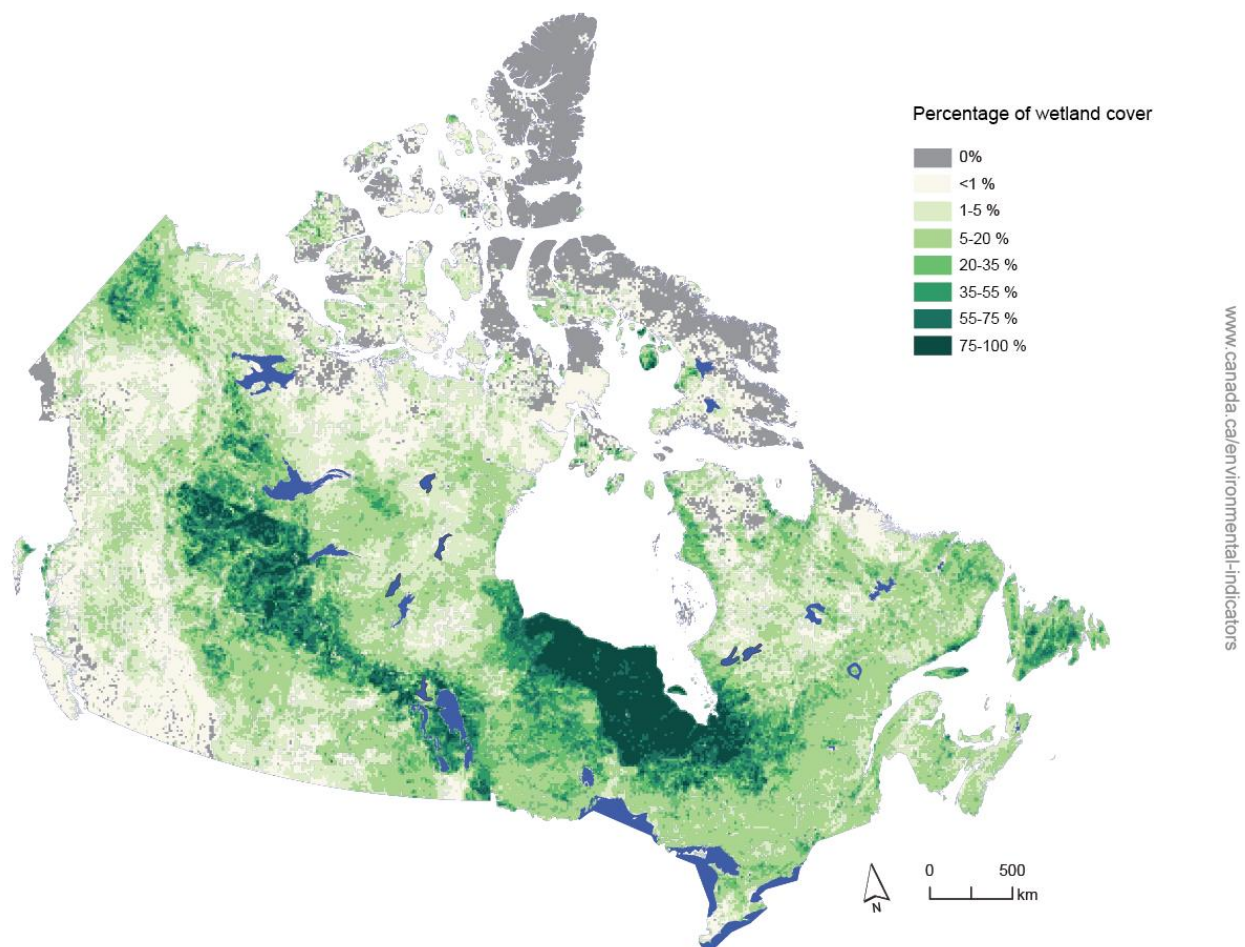 Percentage of wetland cover
0%
<1 %
1-5 %
5-20 %
20-35 %
35-55 %
55-75 %
75-100 %
www.canada.ca/environmental-indicators
N
0 500
km